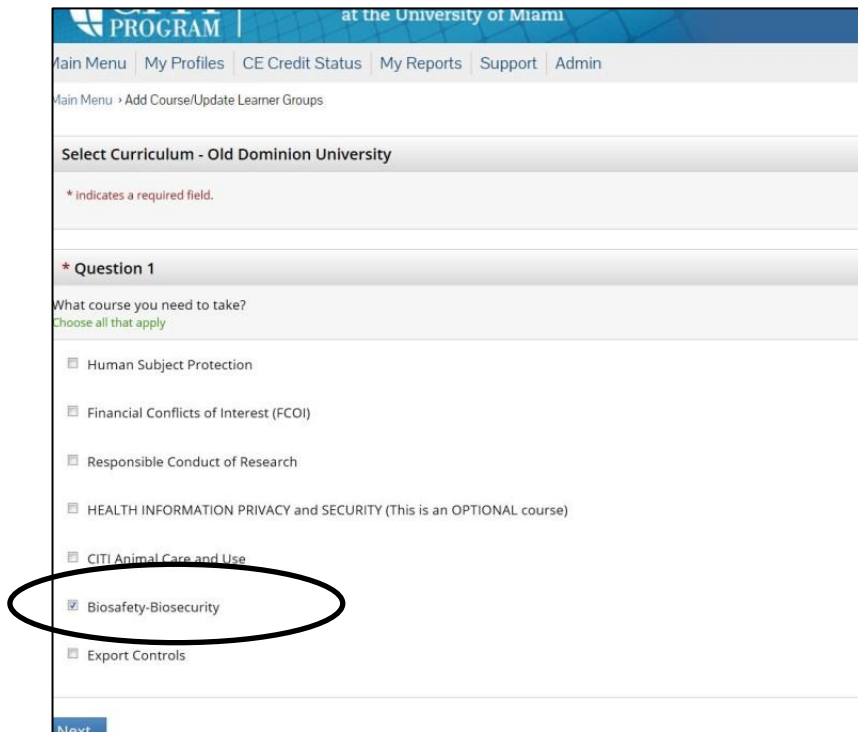 PROGRAM
at the University of Miami
Main Menu My Profiles CE Credit Status My Reports Support Admin
Main Menu › Add Course/Update Learner Groups
Select Curriculum - Old Dominion University
* indicates a required field.
* Question 1
What course you need to take?
Choose all that apply
Human Subject Protection
Financial Conflicts of Interest (FCOI)
Responsible Conduct of Research
HEALTH INFORMATION PRIVACY and SECURITY (This is an OPTIONAL course)
CITI Animal Care and Use
Biosafety-Biosecurity
Export Controls
Next